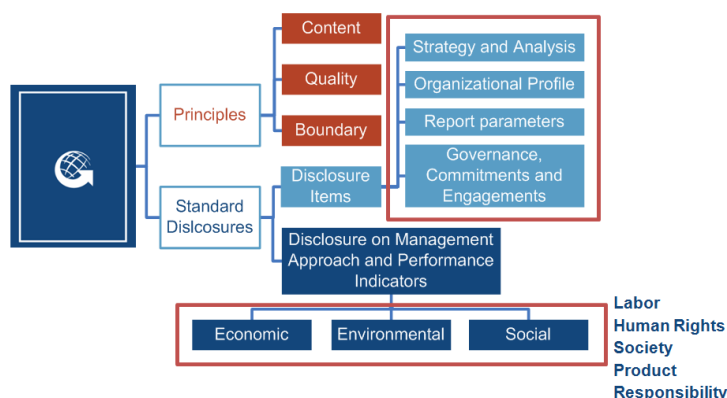 Content
Quality
Boundary
Principles
Strategy and Analysis
Organizational Profile
Report parameters
Governance,
Commitments and
Engagements
Disclosure
Items
Standard
Dislcosures
Disclosure on Management
Approach and Performance
Indicators
Economic
Environmental
Social
Labor
Human Rights
Society
Product
Responsibility